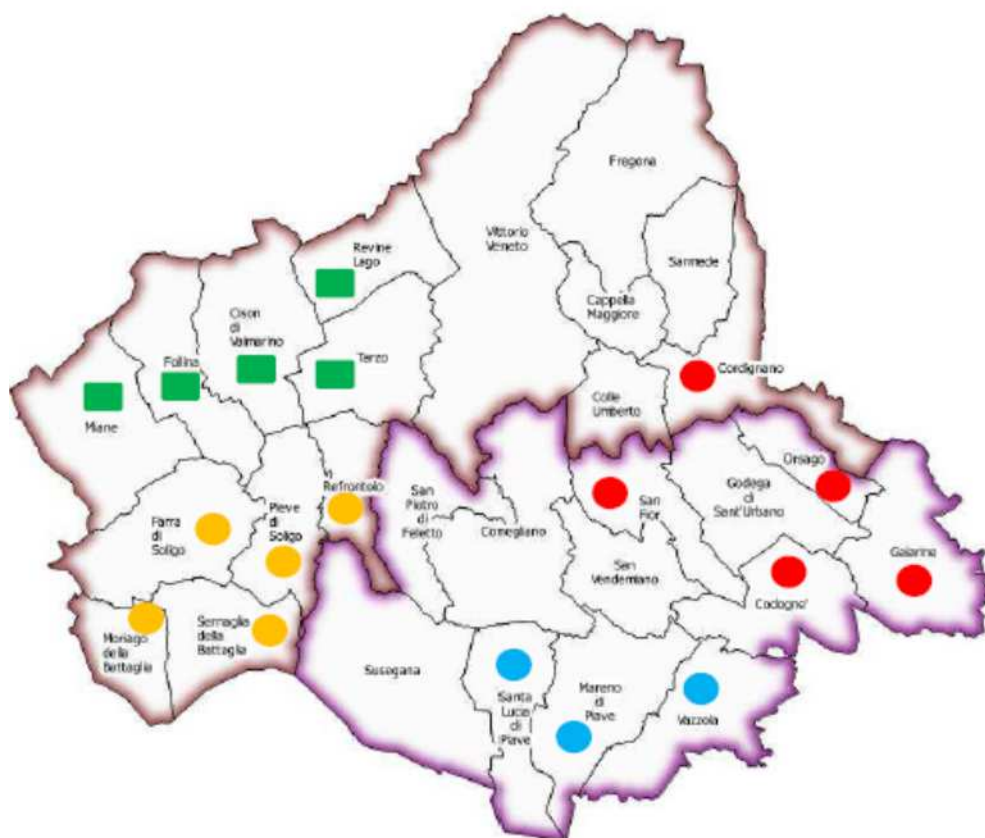 Fregona
Vittorio
Veneto
Revine
Lago
Sarmede
Cappella
Maggiore
Cison
di
Valmarino
Follina
Tarzo
Cordignano
Colle
Umberto
Miane
Orsago
Refrontolo
San
Pietro
di
Feletto
Godega
di
Sant'Urbano
San
Fior
Pieve
di
Soligo
Farra
di
Soligo
Conegliano
Gaiarine
San
Vendemiano
Codogne'
Sernaglia
della
Battaglia
Moriago
della
Battaglia
Susegana
Santa
Lucia
di
Piave
Mareno
di
Piave
Vazzola